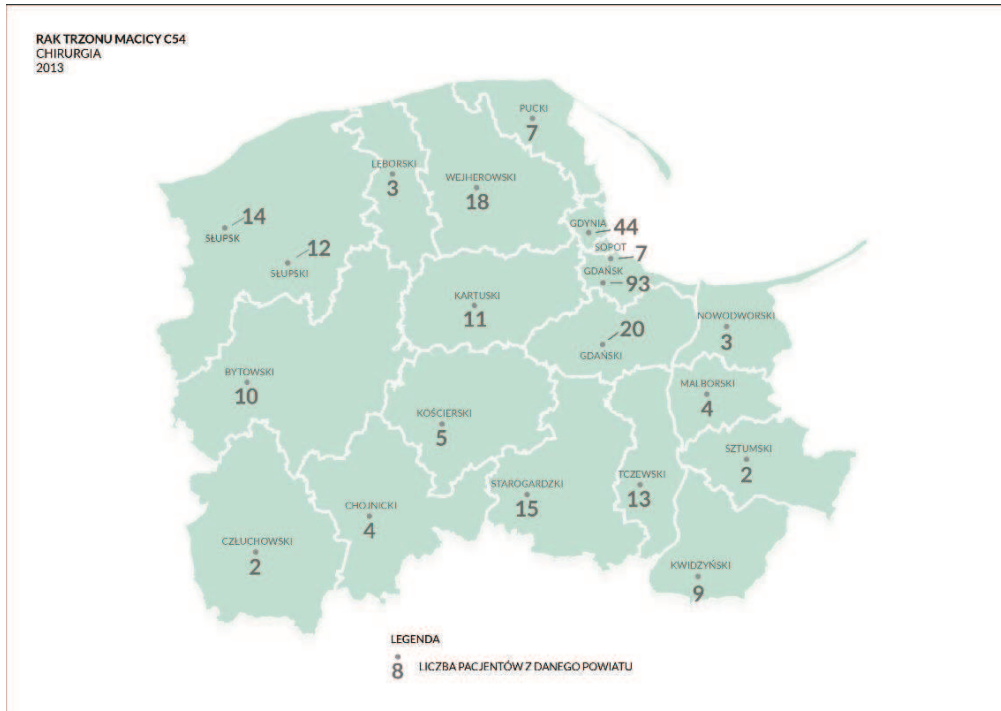 RAK TRZONU MACICY C54
CHIRURGIA
2013
PUCKI
7
LĘBORSKI
3
WEJHEROWSKI
18
GDYNIA
44
SOPOT
7
GDAŃSK
93
14
SŁUPSK
12
SŁUPSKI
KARTUSKI
11
20
GDAŃSKI
NOWODWORSKI
3
BYTOWSKI
10
MALBORSKI
4
KOŚCIERSKI
5
SZTUMSKI
2
STAROGARDZKI
15
TCZEWSKI
13
CHOJNICKI
4
CZŁUCHOWSKI
2
KWIDZYŃSKI
9
LEGENDA
8 LICZBA PACJENTÓW Z DANEGO POWIATU